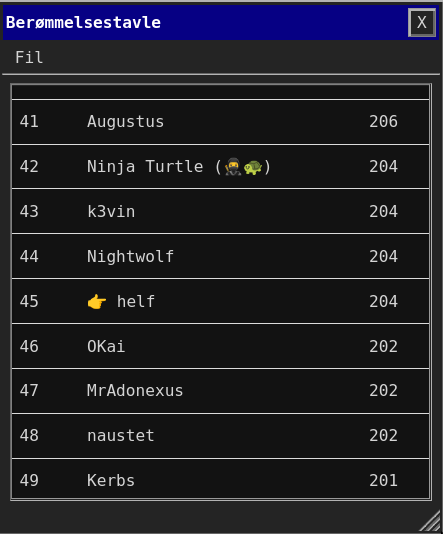 Berømmelsestavle X
Fil
41 Augustus 206
42 Ninja Turtle (🥷🐢) 204
43 k3vin 204
44 Nightwolf 204
45 👉 helf 204
46 OKai 202
47 MrAdonexus 202
48 naustet 202
49 Kerbs 201